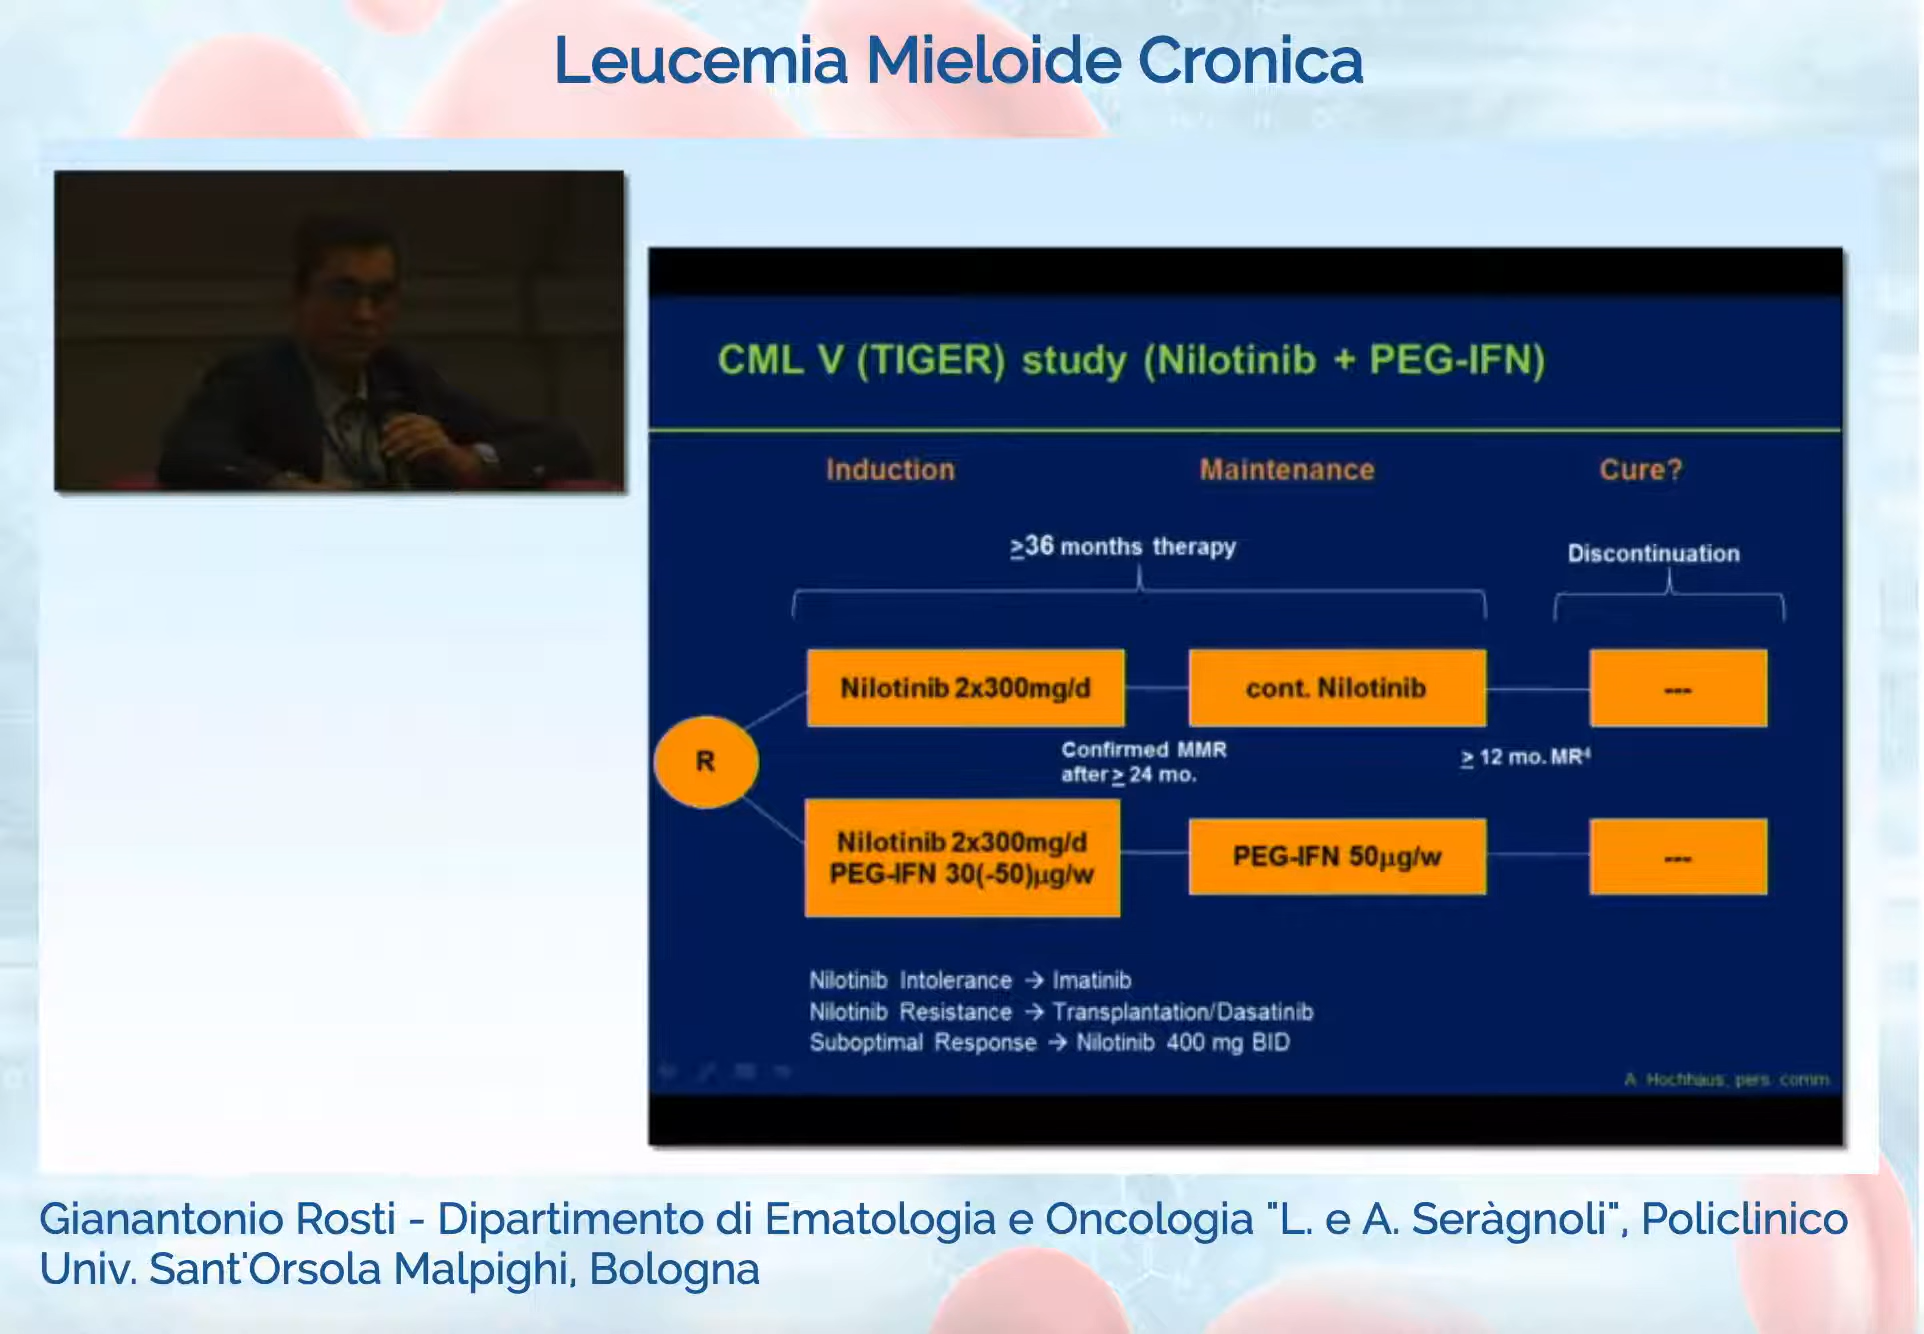 Leucemia Mieloide Cronica
CML V (TIGER) study (Nilotinib + PEG-IFN)
Induction
Maintenance
Cure?
≥36 months therapy
Discontinuation
Nilotinib 2x300mg/d
cont. Nilotinib
---
R
Confirmed MMR
after ≥ 24 mo.
≥ 12 mo. MR⁴
Nilotinib 2x300mg/d
PEG-IFN 30(-50)µg/w
PEG-IFN 50µg/w
---
Nilotinib Intolerance → Imatinib
Nilotinib Resistance → Transplantation/Dasatinib
Suboptimal Response → Nilotinib 400 mg BID
A. Hochhaus, pers. comm.
Gianantonio Rosti - Dipartimento di Ematologia e Oncologia "L. e A. Seràgnoli", Policlinico
Univ. Sant'Orsola Malpighi, Bologna